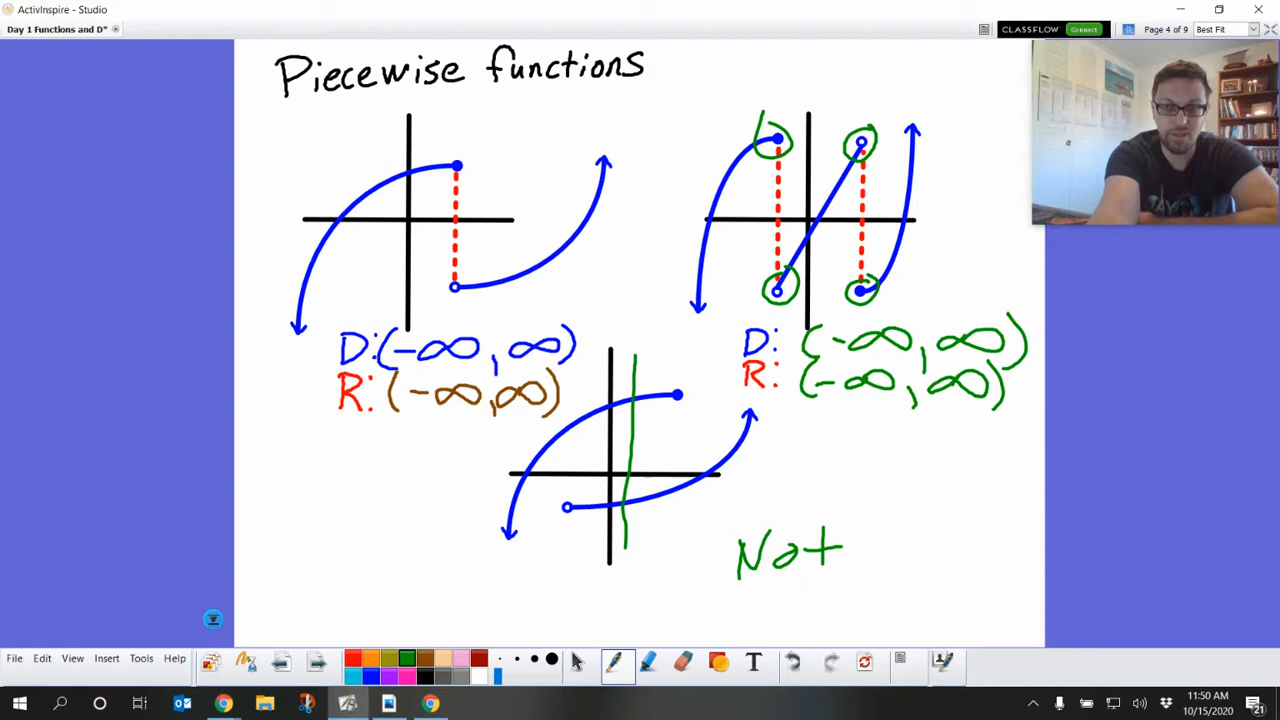 ActivInspire - Studio
Day 1 Functions and D*
CLASSFLOW Connect
Page 4 of 9
Best Fit
Piecewise functions
D: (-∞, ∞)
R: (-∞, ∞)
D: (-∞, ∞)
R: (-∞, ∞)
Not
File Edit View Insert Tools Help
T
11:50 AM
10/15/2020
21